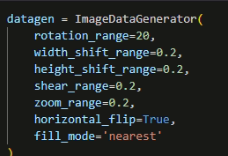 datagen = ImageDataGenerator(
    rotation_range=20,
    width_shift_range=0.2,
    height_shift_range=0.2,
    shear_range=0.2,
    zoom_range=0.2,
    horizontal_flip=True,
    fill_mode='nearest'
)